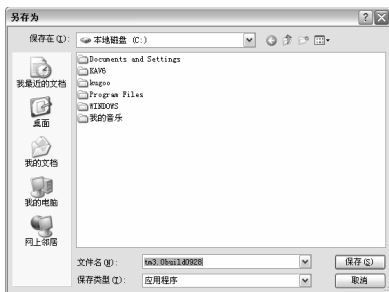 另存为
保存在(I):
本地磁盘 (C:)
Documents and Settings
KAV6
kugoo
Program Files
WINDOWS
我的音乐
我最近的文档
桌面
我的文档
我的电脑
网上邻居
文件名(N):
tm3.0build0928
保存(S)
保存类型(T):
应用程序
取消